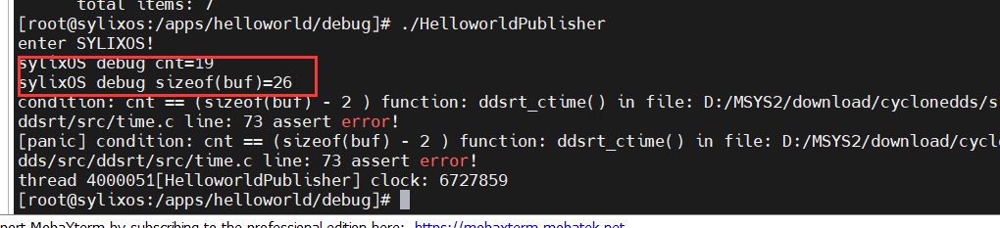 total items: 7
[root@sylixos:/apps/helloworld/debug]# ./HelloworldPublisher
enter SYLIXOS!
sylixOS debug cnt=19
sylixOS debug sizeof(buf)=26
condition: cnt == (sizeof(buf) - 2 ) function: ddsrt_ctime() in file: D:/MSYS2/download/cyclonedds/s
ddsrt/src/time.c line: 73 assert error!
[panic] condition: cnt == (sizeof(buf) - 2 ) function: ddsrt_ctime() in file: D:/MSYS2/download/cycl
dds/src/ddsrt/src/time.c line: 73 assert error!
thread 4000051[HelloworldPublisher] clock: 6727859
[root@sylixos:/apps/helloworld/debug]#
port MobaXterm by subscribing to the professional edition here: https://mobaxterm.mobatek.net